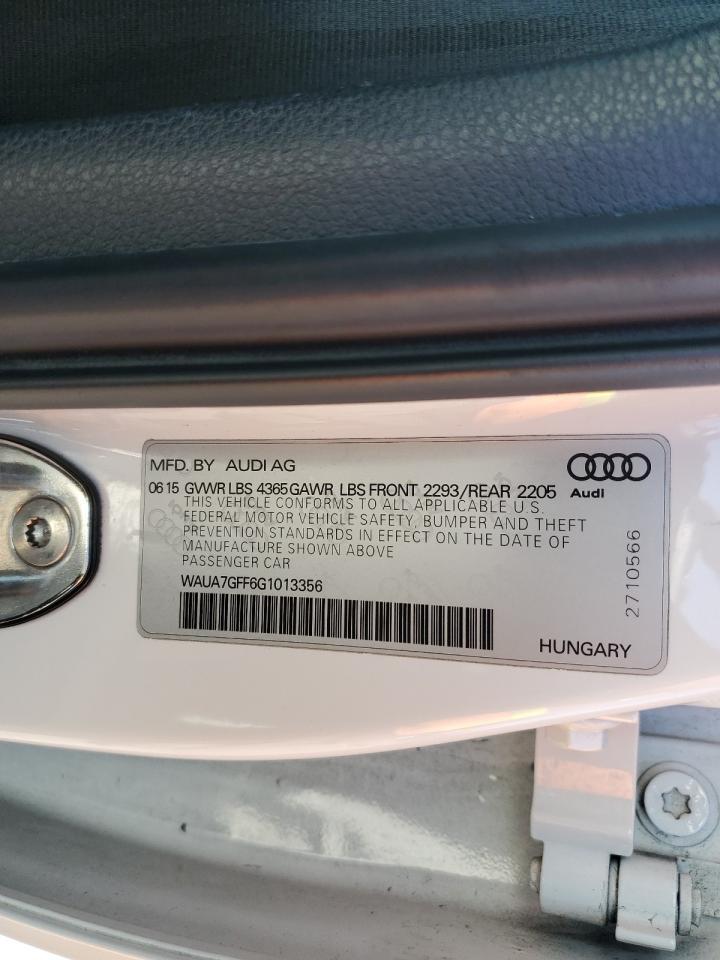 MFD. BY AUDI AG
06 15 GVWR LBS 4365 GAWR LBS FRONT 2293/REAR 2205
Audi
THIS VEHICLE CONFORMS TO ALL APPLICABLE U.S.
FEDERAL MOTOR VEHICLE SAFETY, BUMPER AND THEFT
PREVENTION STANDARDS IN EFFECT ON THE DATE OF
MANUFACTURE SHOWN ABOVE
PASSENGER CAR
WAUA7GFF6G1013356
HUNGARY
2710566